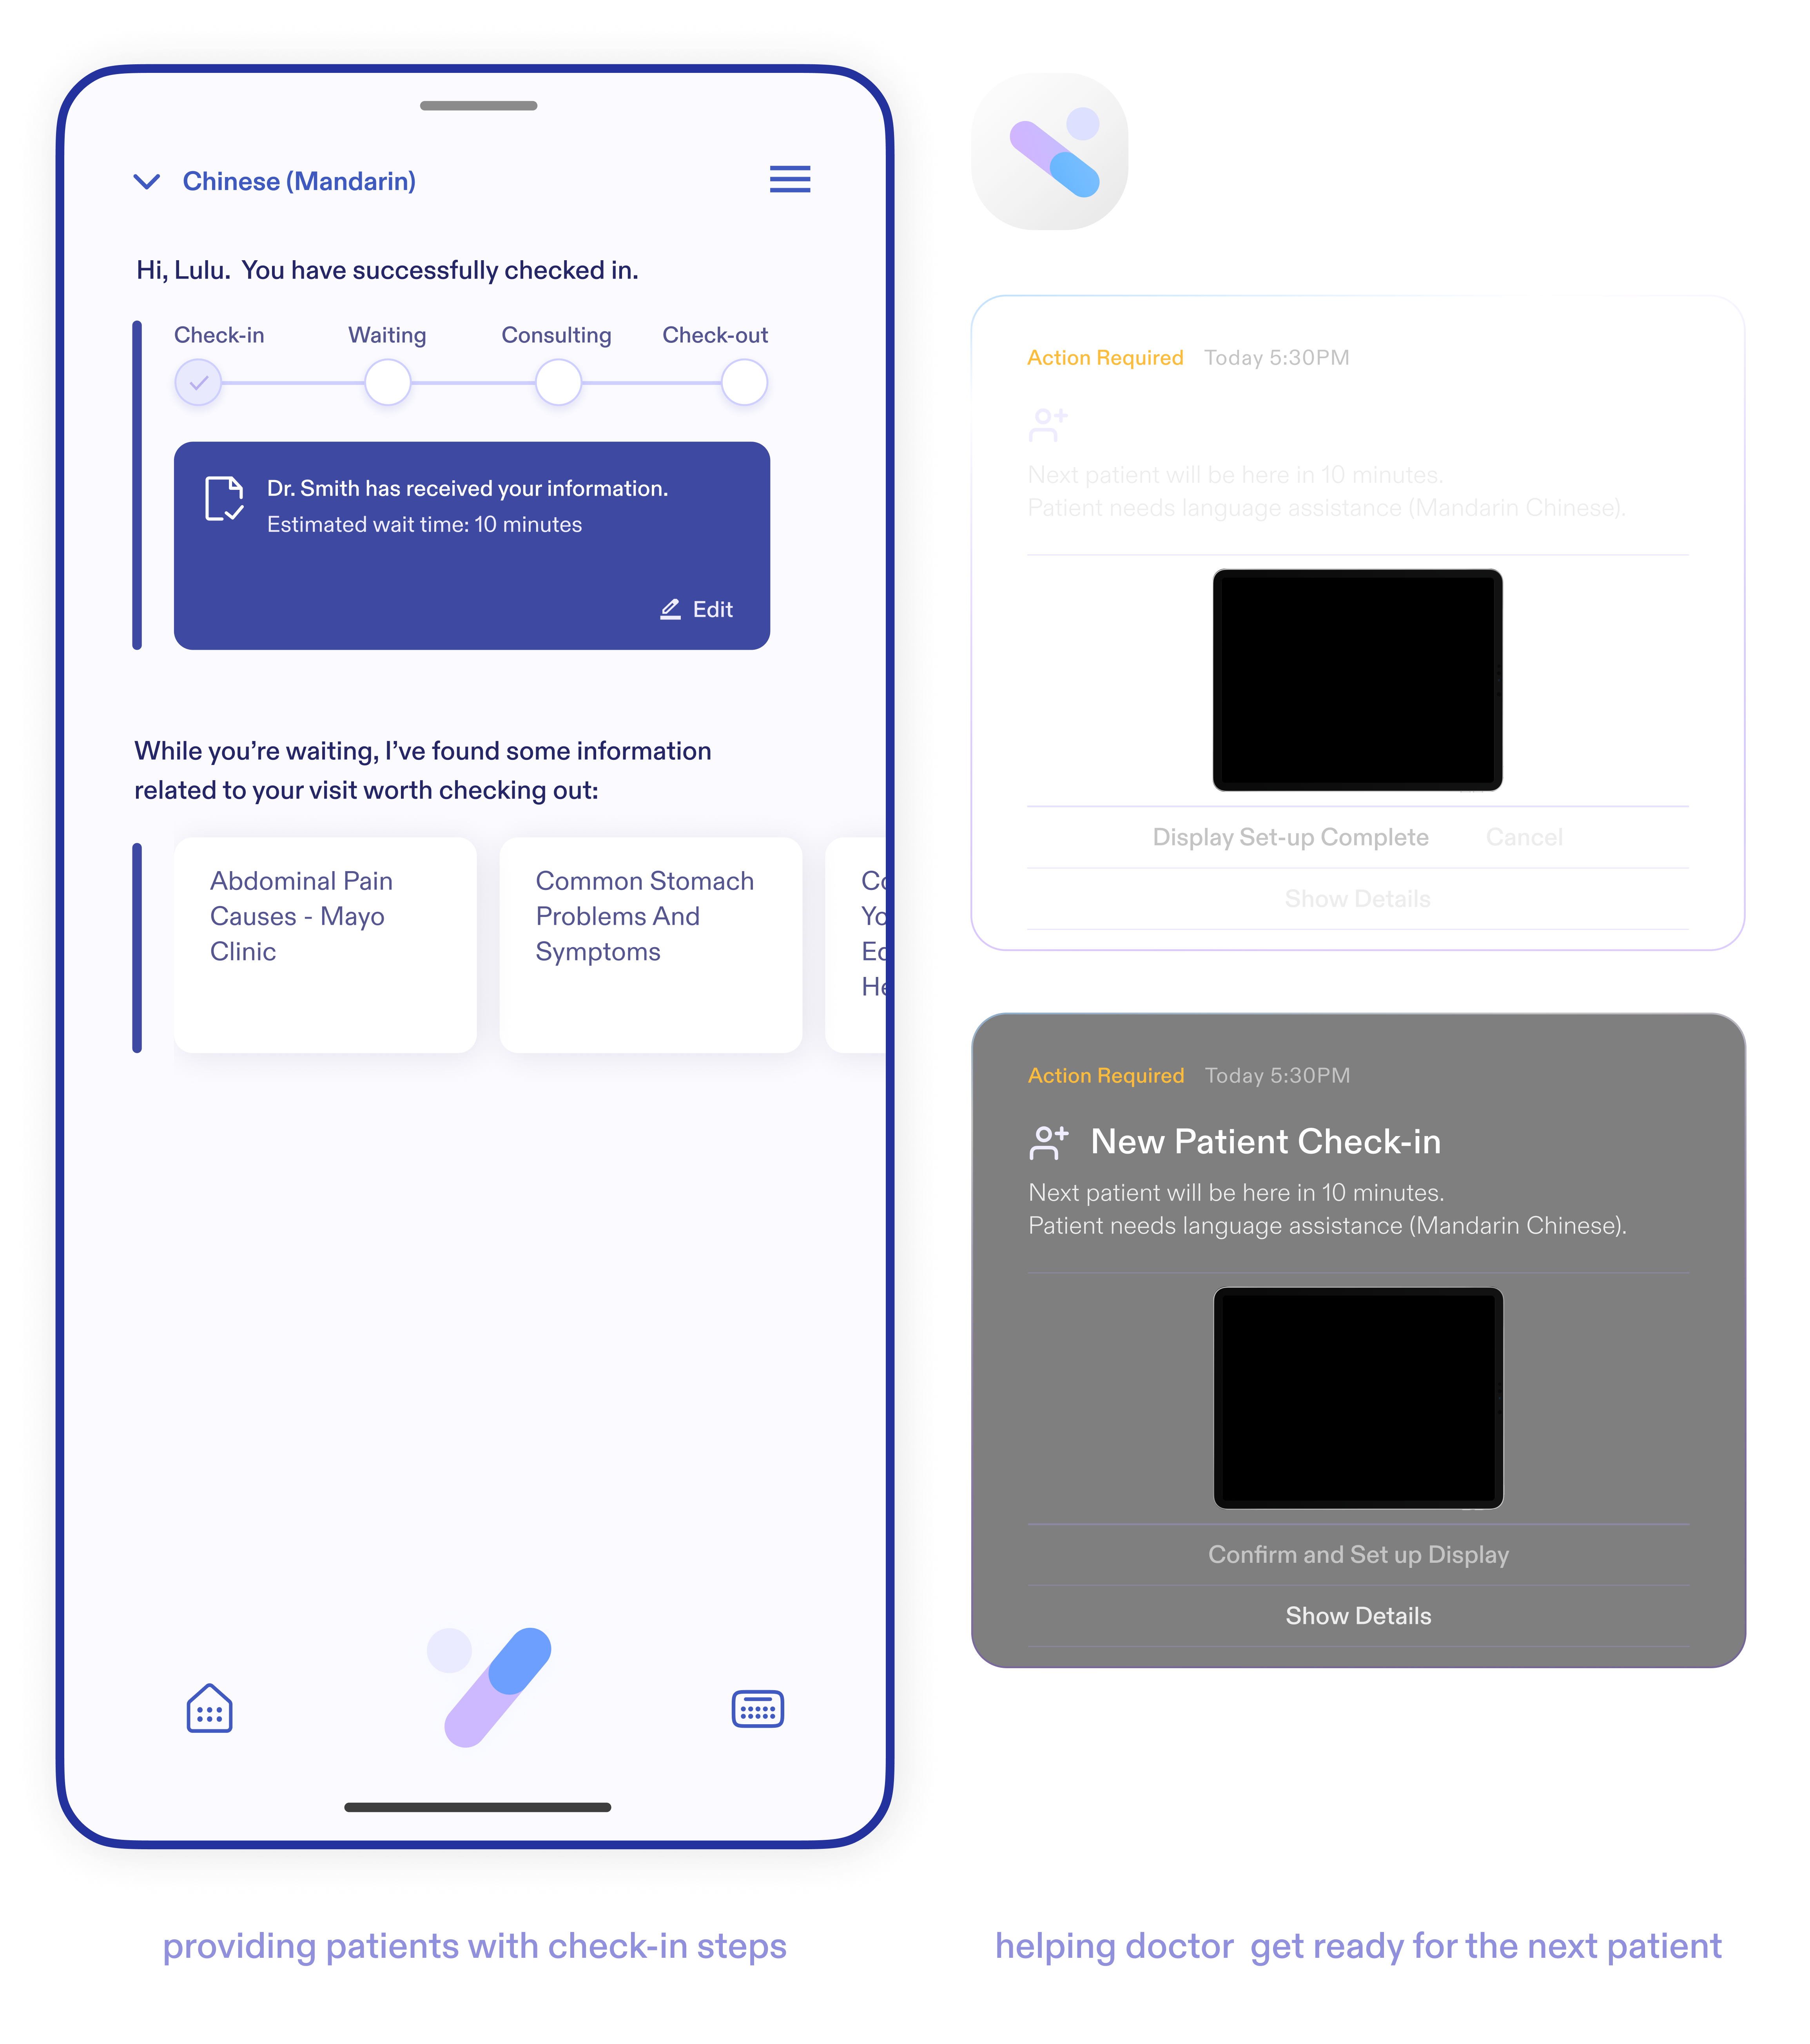 Chinese (Mandarin)
Hi, Lulu. You have successfully checked in.
Check-in Waiting Consulting Check-out
Dr. Smith has received your information.
Estimated wait time: 10 minutes
Edit
While you’re waiting, I’ve found some information
related to your visit worth checking out:
Abdominal Pain
Causes - Mayo
Clinic
Common Stomach
Problems And
Symptoms
Yo
He
providing patients with check-in steps
Action Required Today 5:30PM
Next patient will be here in 10 minutes.
Patient needs language assistance (Mandarin Chinese).
Display Set-up Complete Cancel
Show Details
Action Required Today 5:30PM
New Patient Check-in
Next patient will be here in 10 minutes.
Patient needs language assistance (Mandarin Chinese).
Confirm and Set up Display
Show Details
helping doctor get ready for the next patient